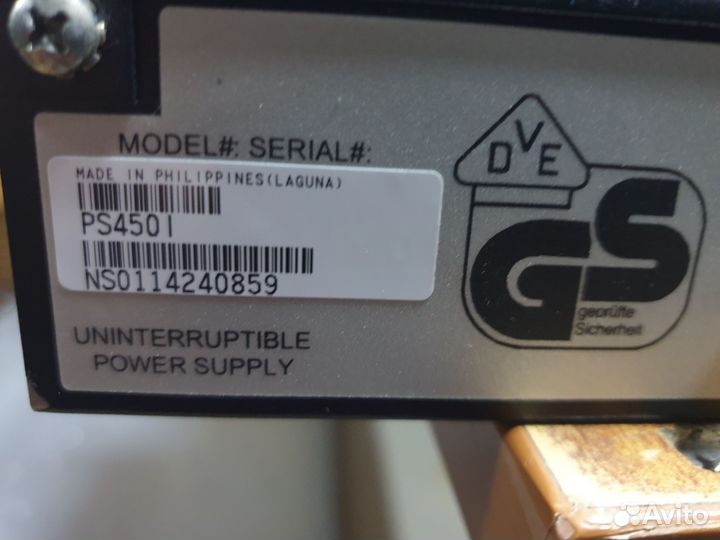 MODEL#: SERIAL#:
MADE IN PHILIPPINES(LAGUNA)
PS450I
NS0114240859
UNINTERRUPTIBLE
POWER SUPPLY
DVE
GS
geprüfte
Sicherheit
Avito